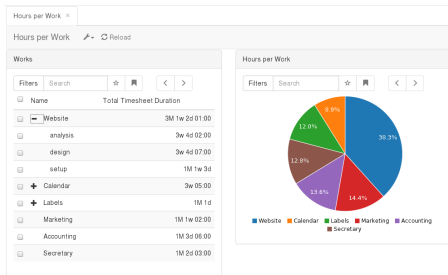 Hours per Work ×
Hours per Work Reload
Works
Filters Search
Name Total Timesheet Duration
Website 3M 1w 2d 01:00
analysis 3w 4d 02:00
design 3w 4d 07:00
setup 1M 1w 3d
Calendar 3w 05:00
Labels 1M 1d
Marketing 1M 1w 02:00
Accounting 1M 3d 06:00
Secretary 1M 2d 03:00
Hours per Work
Filters Search
9.9%
12.0%
39.3%
12.8%
13.6%
14.4%
Website Calendar Labels Marketing Accounting
Secretary